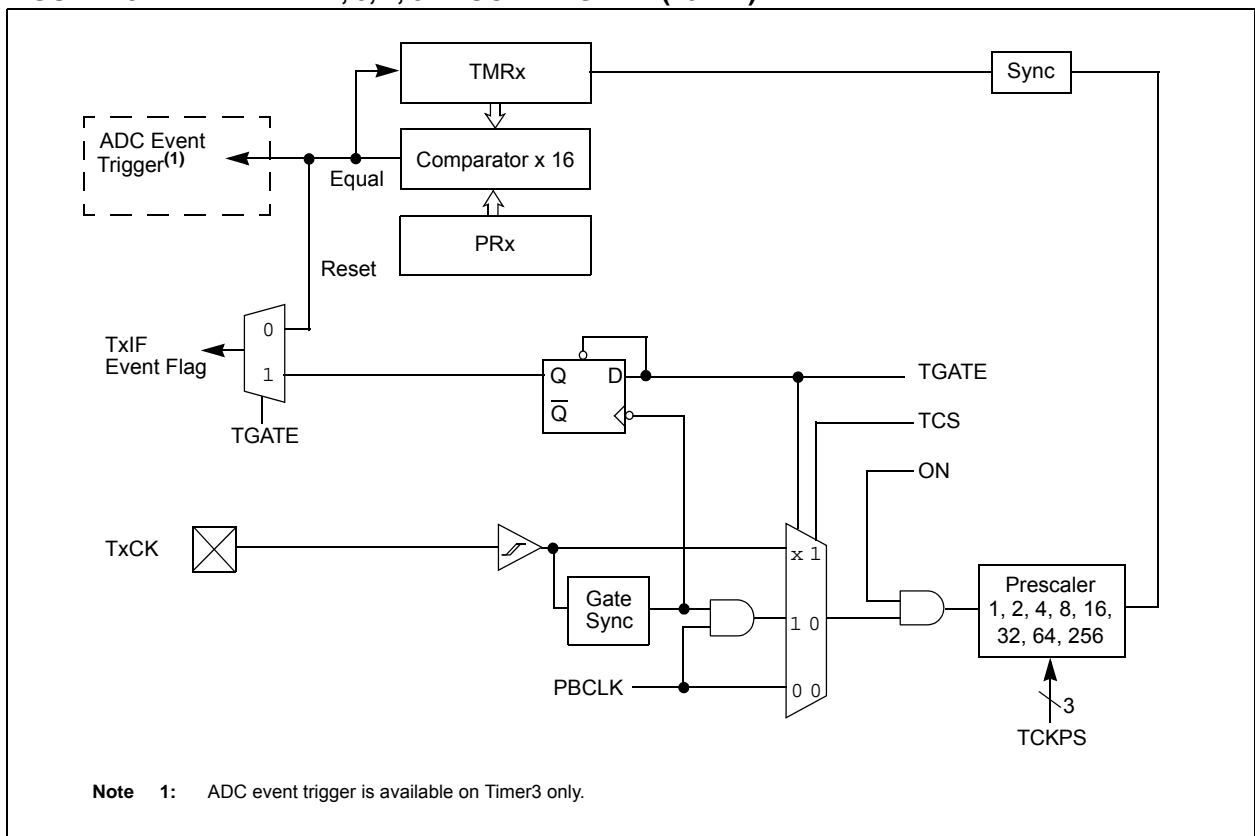 TMRx
Sync
ADC Event
Trigger(1)
Equal
Comparator x 16
PRx
Reset
0
TxIF
Event Flag
1
TGATE
Q D
Q
TGATE
TCS
ON
TxCK
x 1
Gate
Sync
1 0
Prescaler
1, 2, 4, 8, 16,
32, 64, 256
PBCLK
0 0
3
TCKPS
Note 1: ADC event trigger is available on Timer3 only.